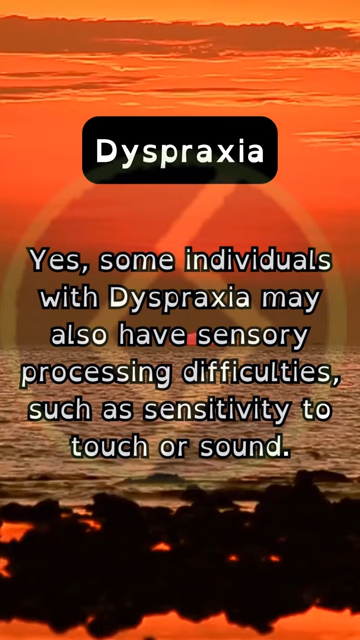 Dyspraxia
Yes, some individuals
with Dyspraxia may
also have sensory
processing difficulties,
such as sensitivity to
touch or sound.